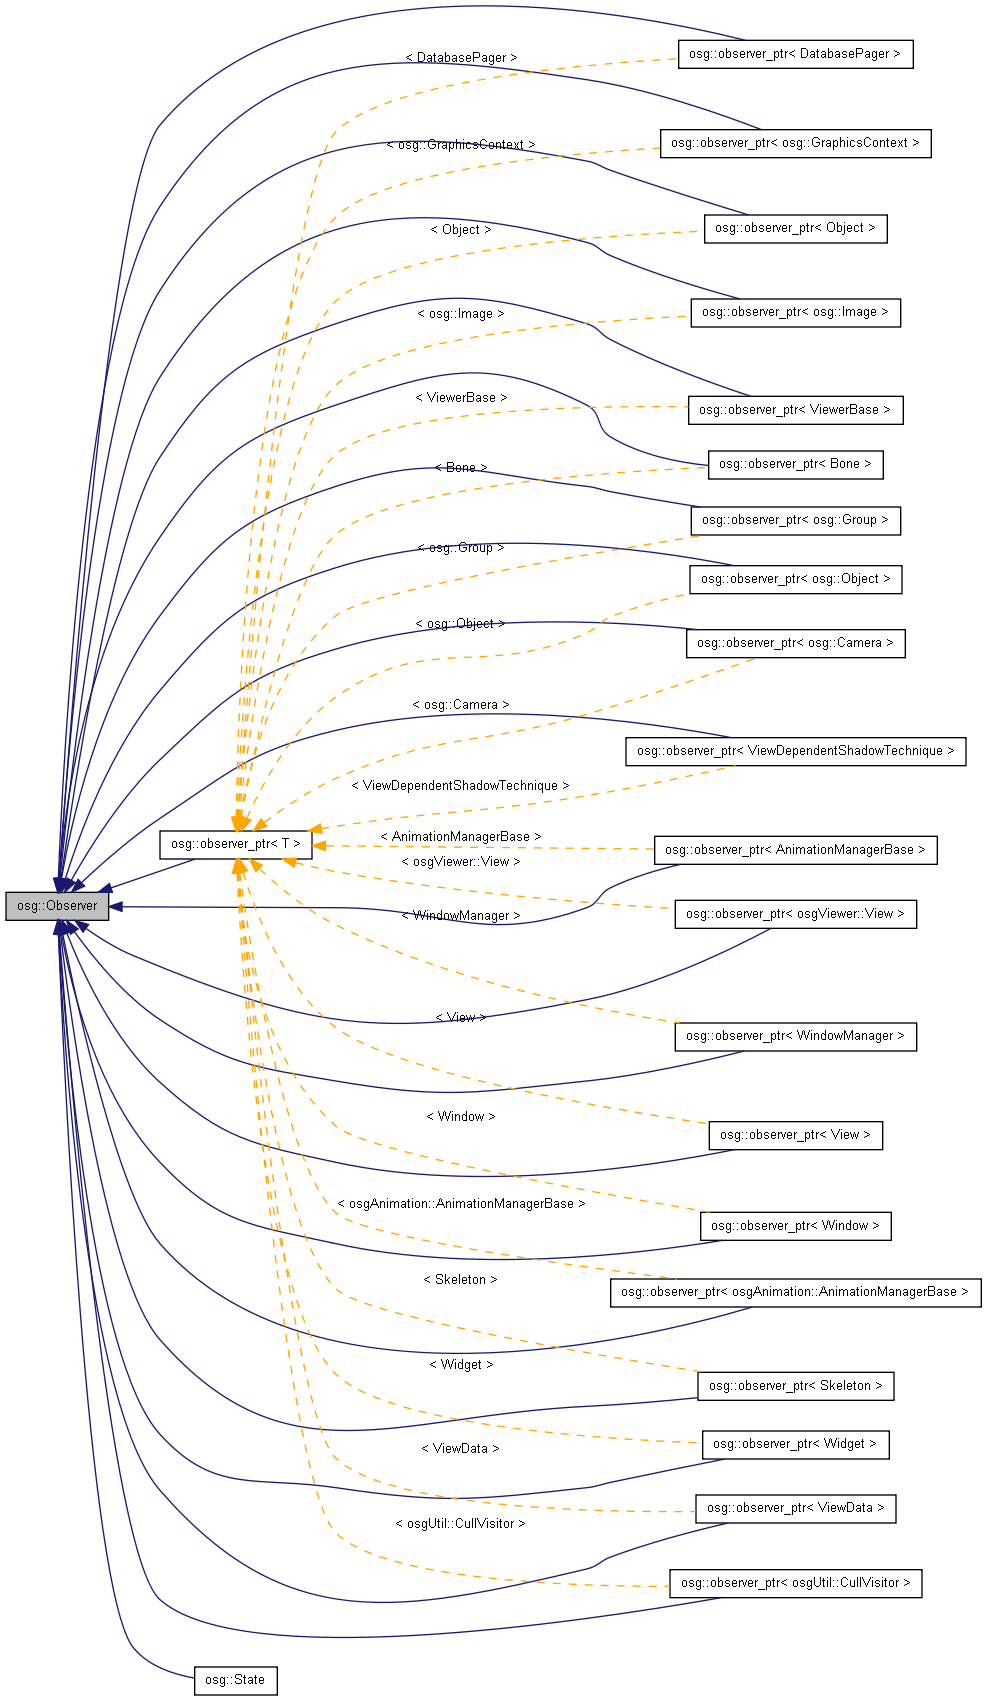 osg::observer_ptr< DatabasePager >
< DatabasePager >
osg::observer_ptr< osg::GraphicsContext >
< osg::GraphicsContext >
osg::observer_ptr< Object >
< Object >
osg::observer_ptr< osg::Image >
< osg::Image >
< ViewerBase >
osg::observer_ptr< ViewerBase >
osg::observer_ptr< Bone >
< Bone >
osg::observer_ptr< osg::Group >
< osg::Group >
osg::observer_ptr< osg::Object >
< osg::Object >
osg::observer_ptr< osg::Camera >
< osg::Camera >
osg::observer_ptr< ViewDependentShadowTechnique >
< ViewDependentShadowTechnique >
< AnimationManagerBase >
osg::observer_ptr< T >
osg::observer_ptr< AnimationManagerBase >
< osgViewer::View >
osg::Observer
osg::observer_ptr< osgViewer::View >
< WindowManager >
< View >
osg::observer_ptr< WindowManager >
< Window >
osg::observer_ptr< View >
< osgAnimation::AnimationManagerBase >
osg::observer_ptr< Window >
< Skeleton >
osg::observer_ptr< osgAnimation::AnimationManagerBase >
< Widget >
osg::observer_ptr< Skeleton >
osg::observer_ptr< Widget >
< ViewData >
osg::observer_ptr< ViewData >
< osgUtil::CullVisitor >
osg::observer_ptr< osgUtil::CullVisitor >
osg::State